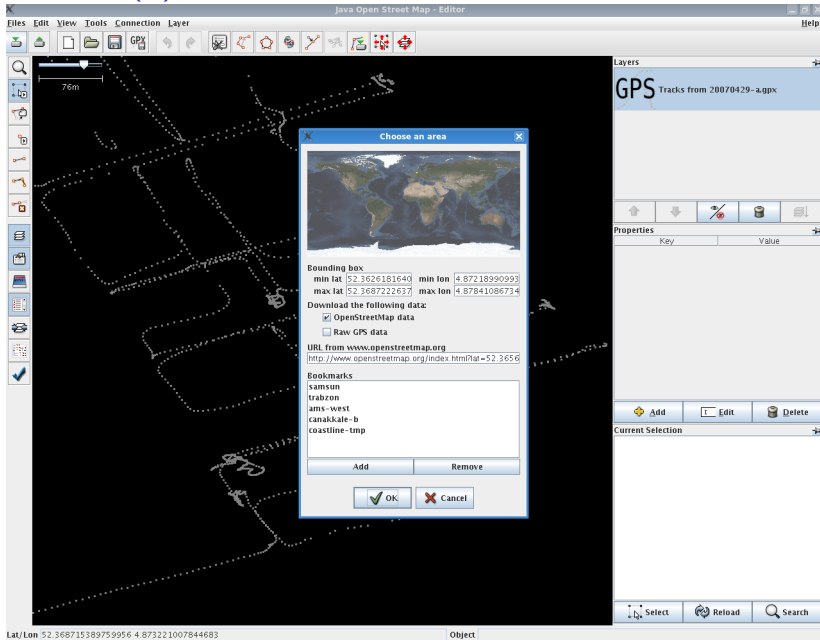 Java Open Street Map - Editor
Files Edit View Tools Connection Layer Help
GPX
76m
Layers
GPS Tracks from 20070429-a.gpx
Properties
Key Value
Add Edit Delete
Current Selection
Select Reload Search
Choose an area
Bounding box
min lat 52.3626181640 min lon 4.87218990993
max lat 52.3687222637 max lon 4.87841086734
Download the following data:
OpenStreetMap data
Raw GPS data
URL from www.openstreetmap.org
http://www.openstreetmap.org/index.html?lat=52.3656
Bookmarks
samsun
trabzon
ams-west
canakkale-b
coastline-tmp
Add Remove
OK Cancel
Lat/Lon 52.368715389759956 4.873221007844683 Object